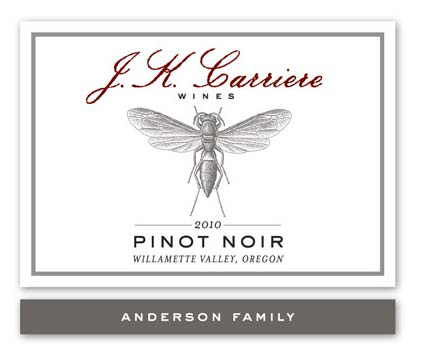 J. K. Carriere
WINES
2010
PINOT NOIR
WILLAMETTE VALLEY, OREGON
ANDERSON FAMILY